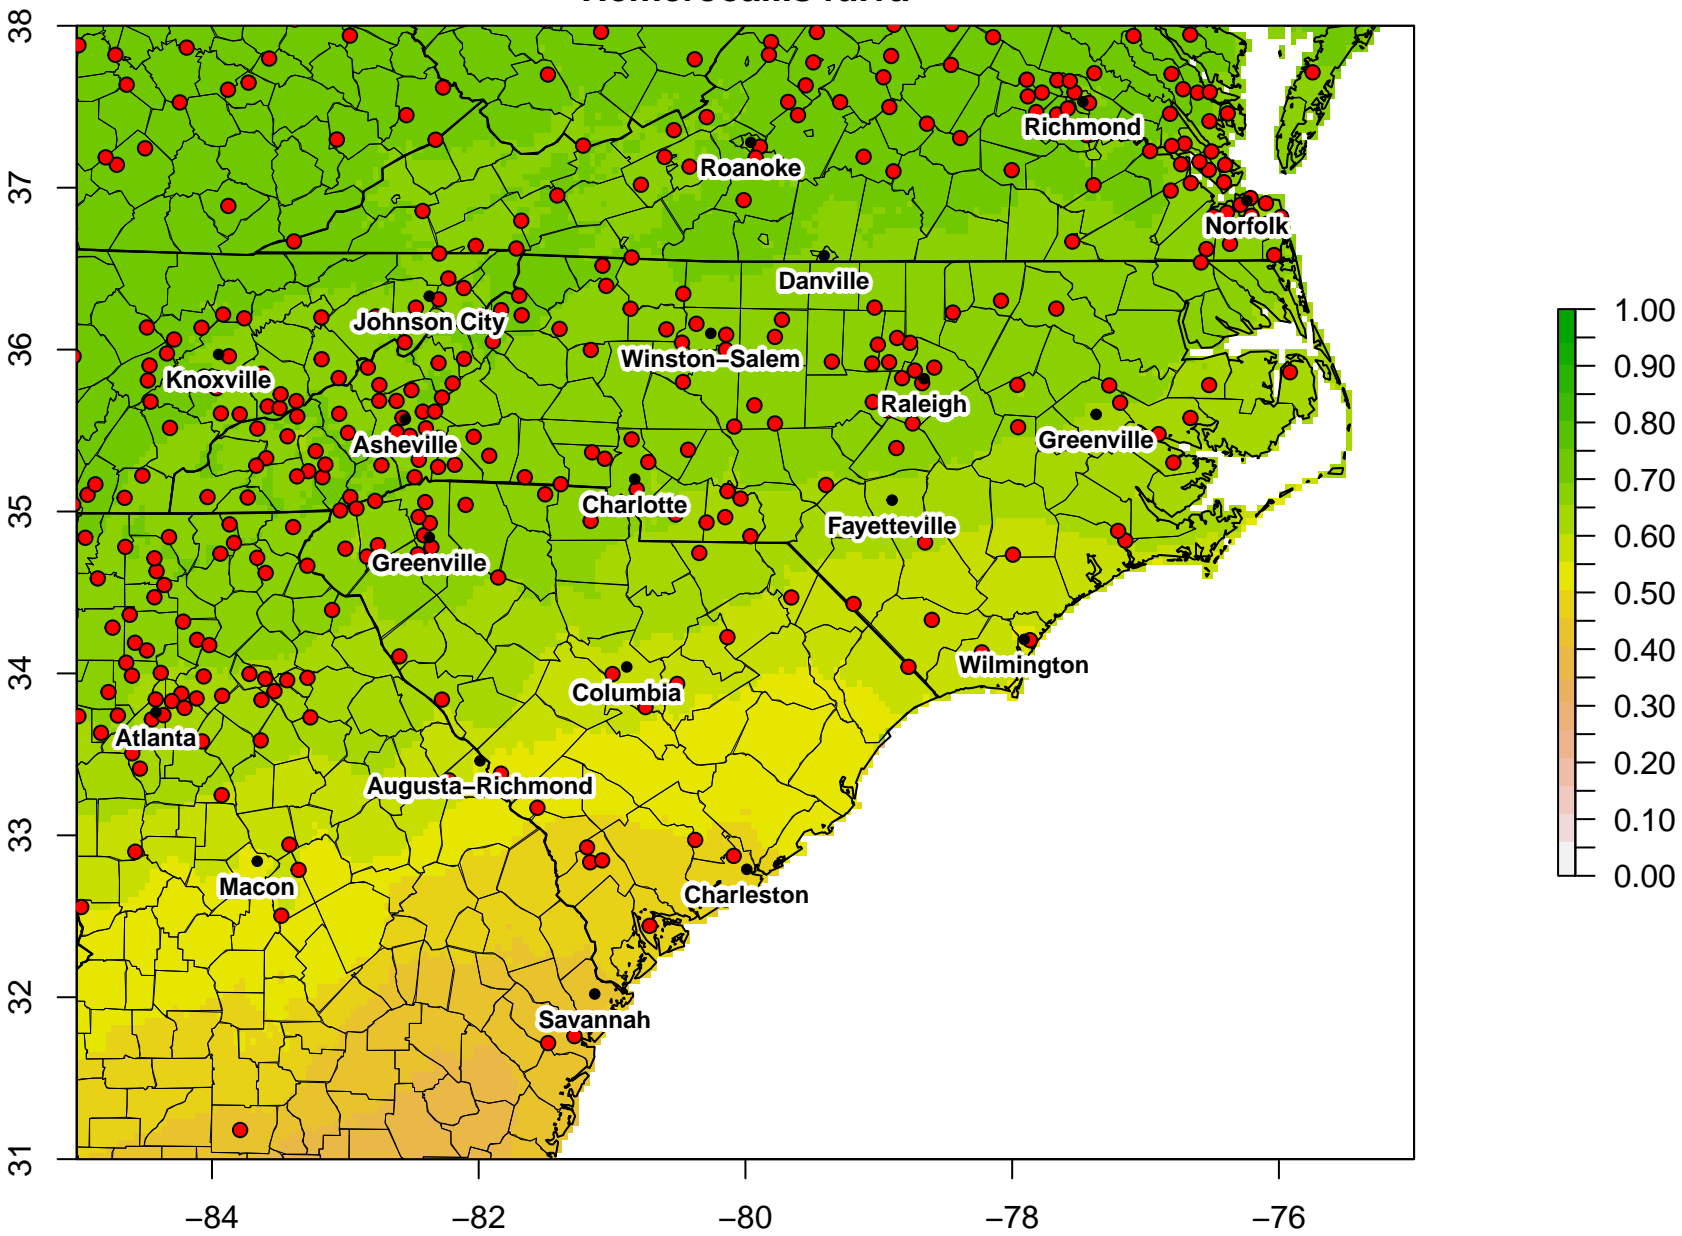 38
37
36
35
34
33
32
31
Richmond
Roanoke
Norfolk
Danville
Johnson City
Winston–Salem
Knoxville
Raleigh
Asheville
Greenville
Charlotte
Fayetteville
Greenville
Wilmington
Columbia
Atlanta
Augusta–Richmond
Macon
Charleston
Savannah
−84 −82 −80 −78 −76
1.00
0.90
0.80
0.70
0.60
0.50
0.40
0.30
0.20
0.10
0.00